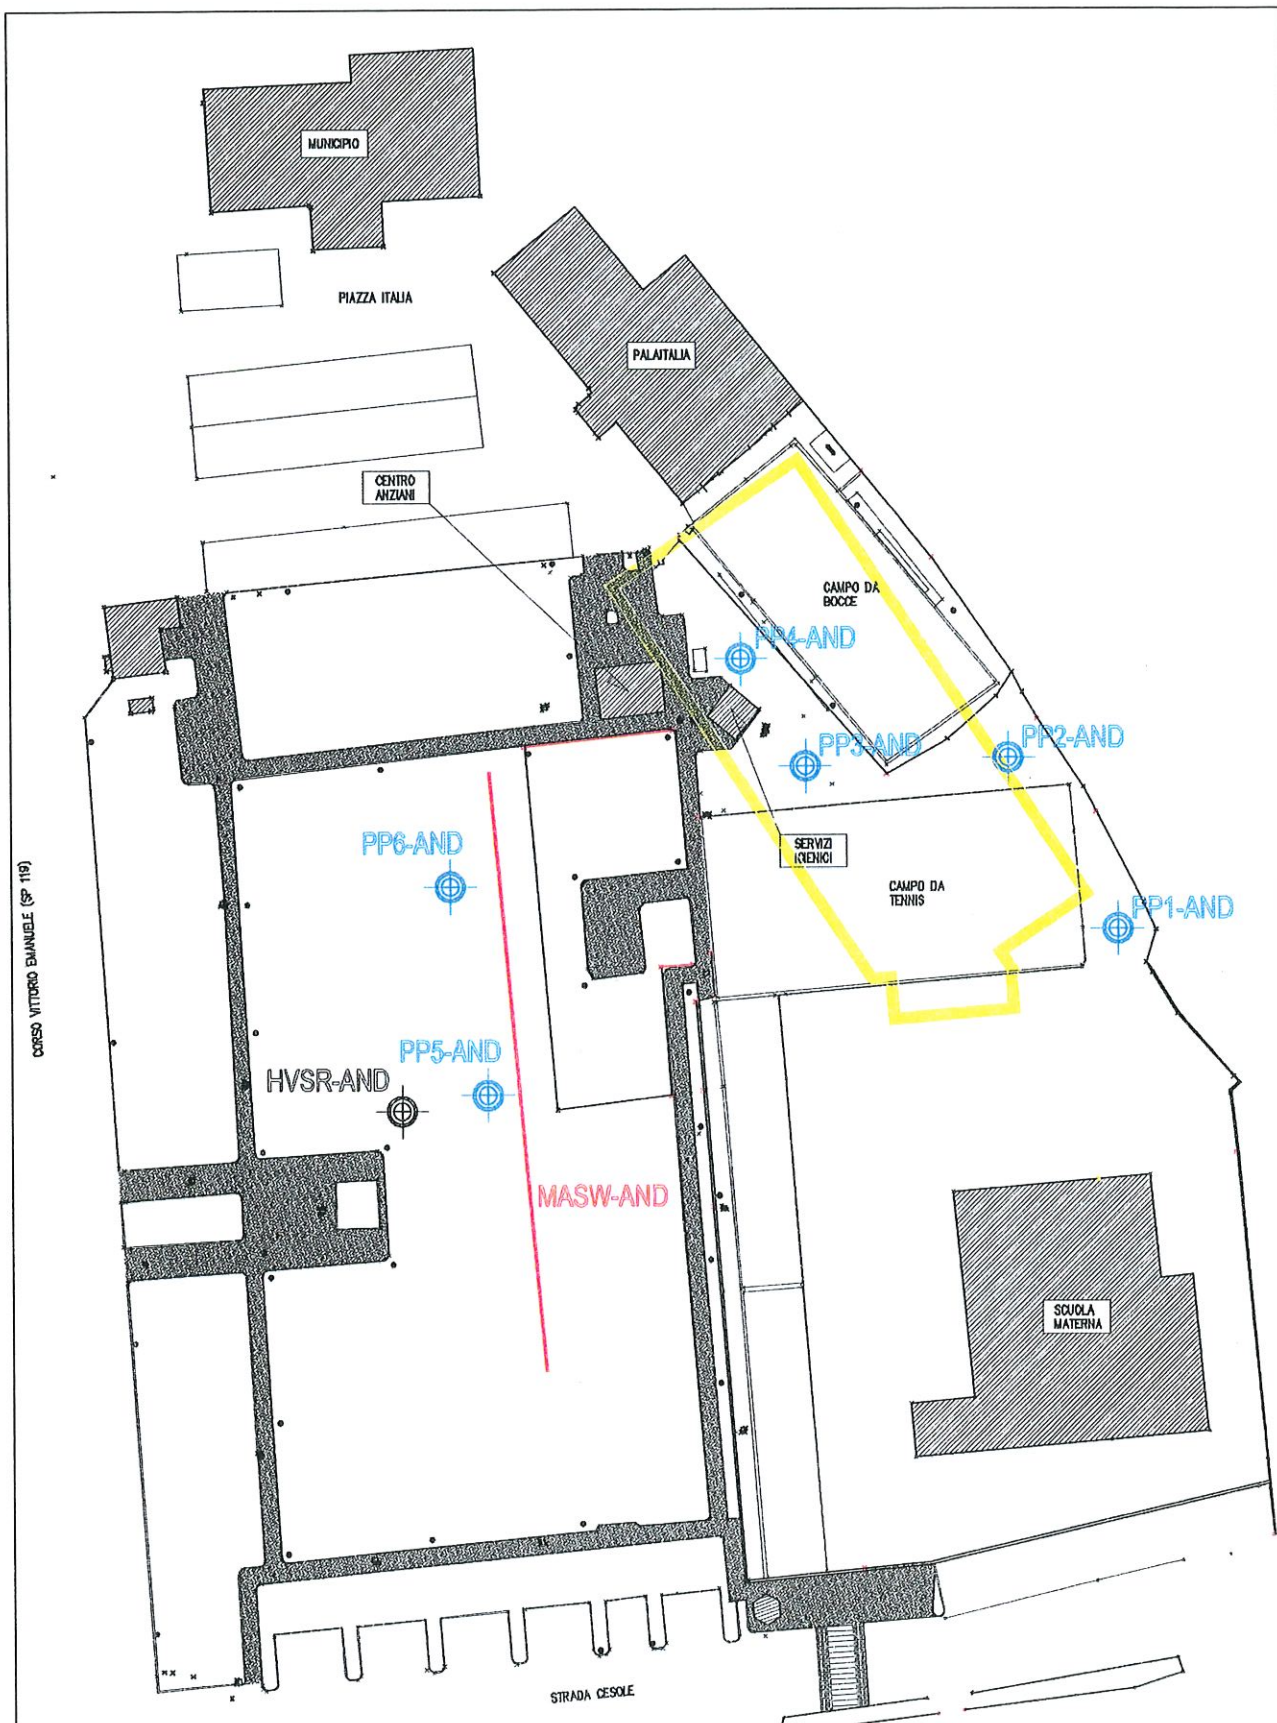 MUNICIPIO
PIAZZA ITALIA
PALAITALIA
CENTRO
ANZIANI
CAMPO DA
BOCCE
PP4-AND
PP3-AND
PP2-AND
SERVIZI
IGIENICI
PP6-AND
CAMPO DA
TENNIS
PP1-AND
CORSO VITTORIO EMANUELE (SP 119)
PP5-AND
HVSR-AND
MASW-AND
SCUOLA
MATERNA
STRADA CESOLE